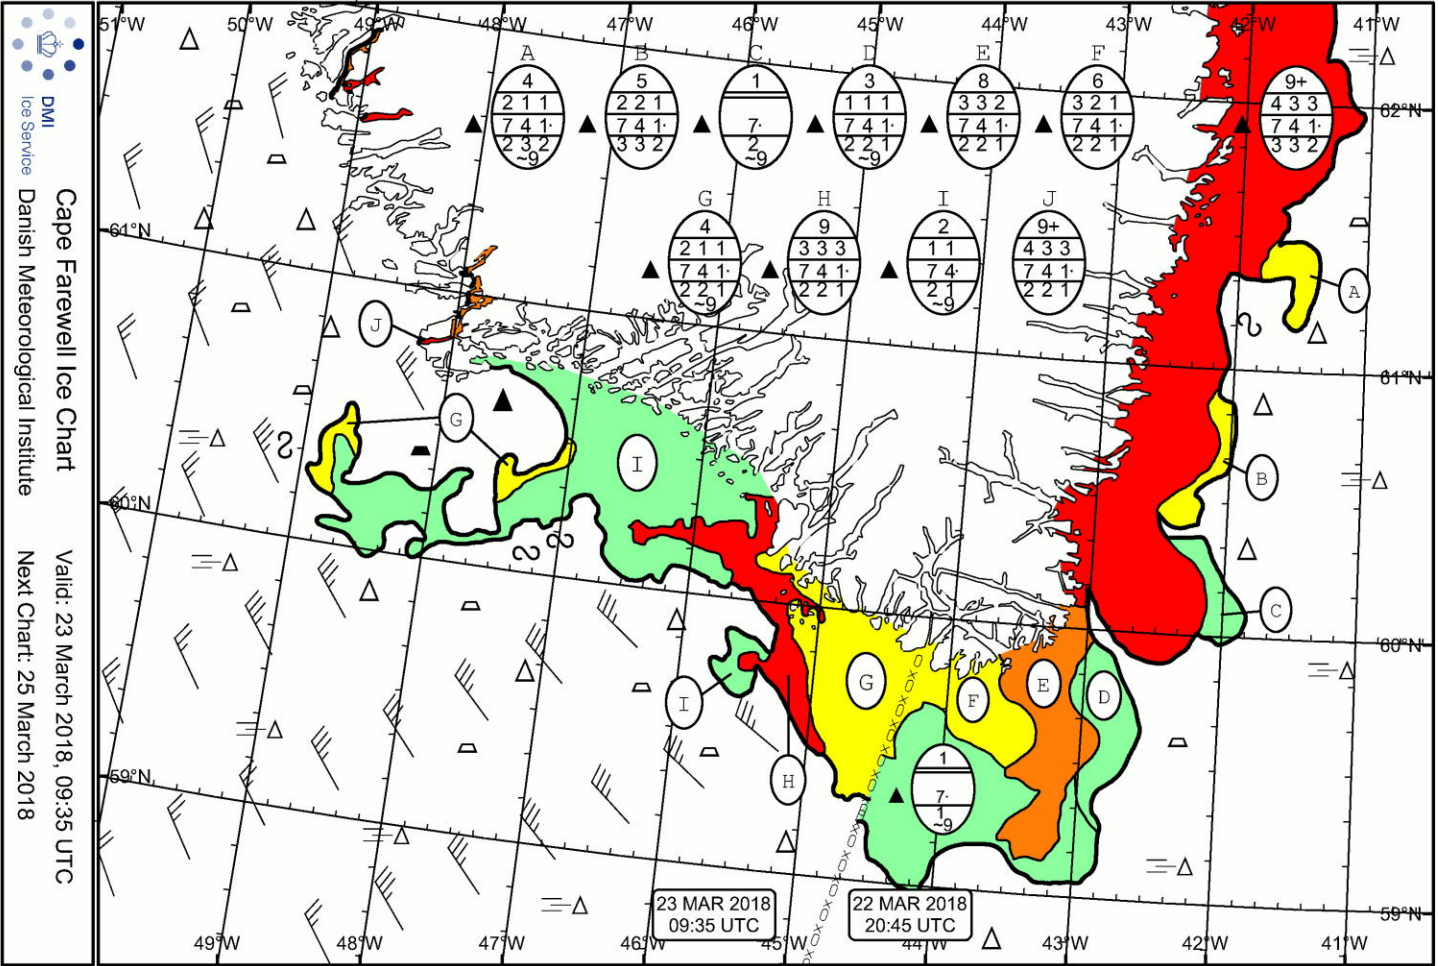 51°W 50°W 49°W 48°W 47°W 46°W 45°W 44°W 43°W 42°W 41°W
DMI
Ice Service
Danish Meteorological Institute
Cape Farewell Ice Chart
Valid: 23 March 2018, 09:35 UTC
Next Chart: 25 March 2018
A
4
2 1 1
7 4 1·
2 3 2
~9
B
5
2 2 1
7 4 1·
3 3 2
C
1
7·
2
~9
D
3
1 1 1
7 4 1·
2 2 1
~9
E
8
3 3 2
7 4 1·
2 2 1
F
6
3 2 1
7 4 1·
2 2 1
9+
4 3 3
7 4 1·
3 3 2
62°N
G
4
2 1 1
7 4 1·
2 2 1
~9
H
9
3 3 3
7 4 1·
2 2 1
I
2
1 1
7 4·
2 1
~9
J
9+
4 3 3
7 4 1·
2 2 1
61°N
A
J
61°N
G
I
B
60°N
C
60°N
I
G
F
E
D
H
1
7·
1
~9
59°N
59°N
23 MAR 2018
09:35 UTC
22 MAR 2018
20:45 UTC
49°W 48°W 47°W 46°W 45°W 44°W 43°W 42°W 41°W